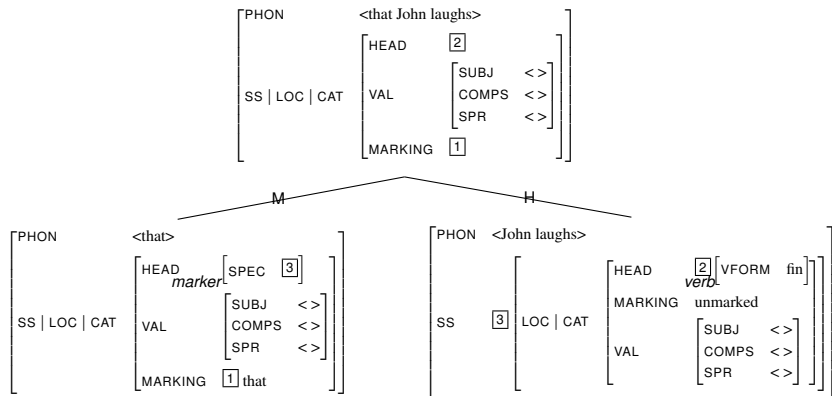 PHON <that John laughs>
HEAD 2
SUBJ < >
SS | LOC | CAT VAL COMPS < >
SPR < >
MARKING 1
M H
PHON <that>
HEAD marker SPEC 3
SUBJ < >
SS | LOC | CAT VAL COMPS < >
SPR < >
MARKING 1 that
PHON <John laughs>
HEAD 2 verb VFORM fin
MARKING unmarked
SS 3 LOC | CAT
SUBJ < >
VAL COMPS < >
SPR < >